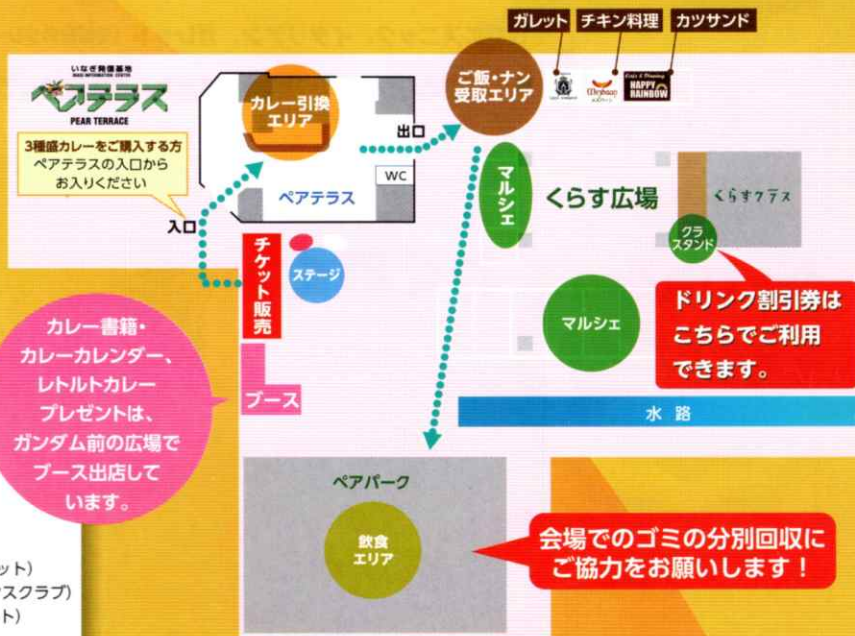 ガレット
チキン料理
カツサンド
いなぎ発信基地
INAGI INFORMATION CENTER
ペアテラス
PEAR TERRACE
3種盛カレーをご購入する方
ペアテラスの入口から
お入りください
カレー引換
エリア
出口
WC
ペアテラス
入口
ご飯・ナン
受取エリア
HAPPY
RAINBOW
マルシェ
くらす広場
くらすクラス
クラ
スタンド
チケット販売
ステージ
マルシェ
ドリンク割引券は
こちらでご利用
できます。
カレー書籍・
カレーカレンダー、
レトルトカレー
プレゼントは、
ガンダム前の広場で
ブース出店して
います。
ブース
水路
ペアパーク
飲食
エリア
会場でのゴミの分別回収に
ご協力をお願いします!
ット)
スクラブ)
ト)